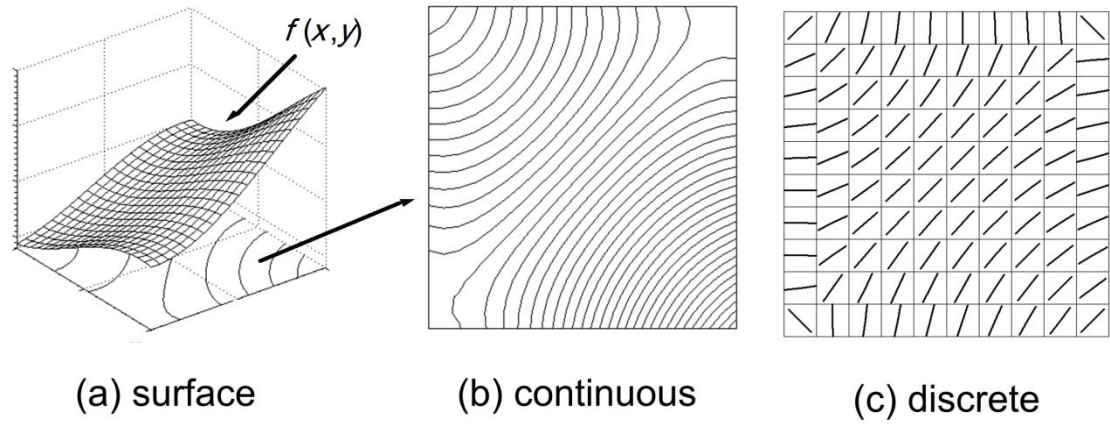 f (x,y)
(a) surface
(b) continuous
(c) discrete